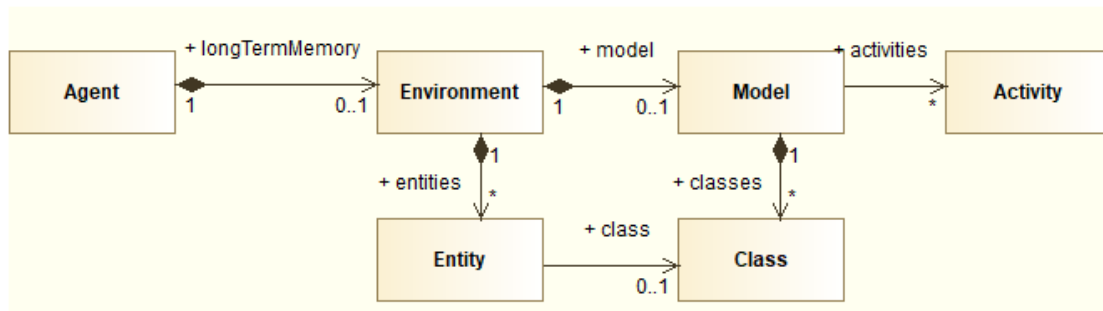 + longTermMemory
+ model
+ activities
Agent
Environment
Model
Activity
1
0..1
1
0..1
*
1
1
+ entities
+ classes
*
*
+ class
Entity
Class
0..1